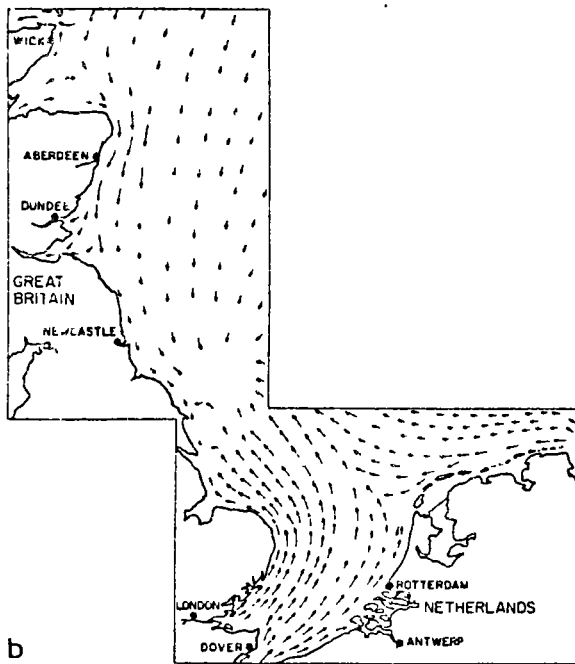 WICK
ABERDEEN
DUNDEE
GREAT
BRITAIN
NEWCASTLE
ROTTERDAM
LONDON
NETHERLANDS
DOVER
ANTWERP
b